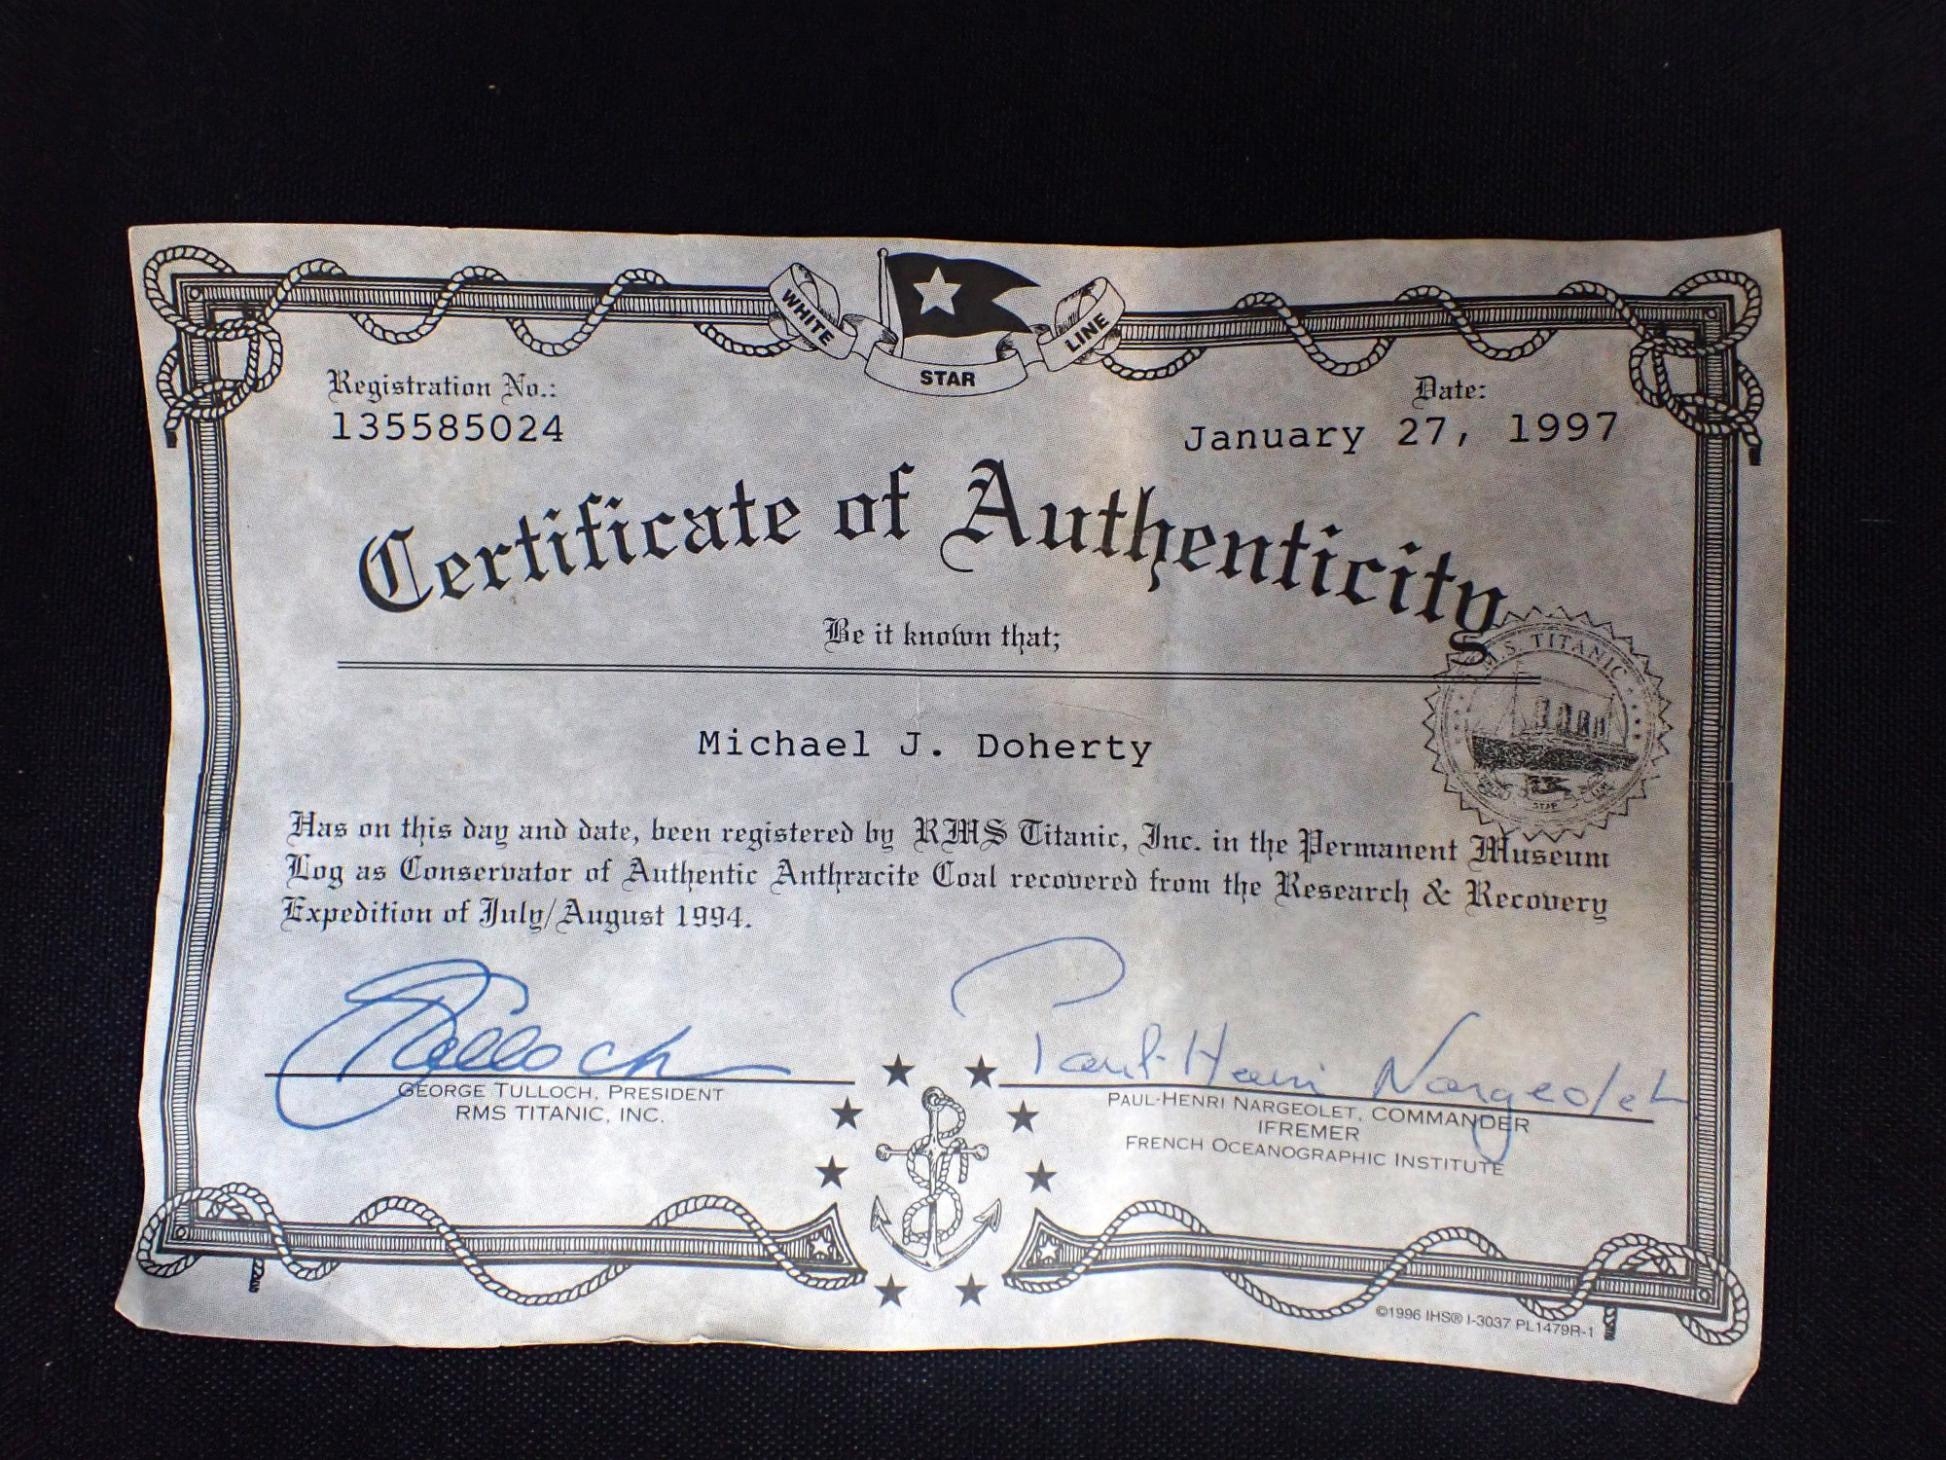 WHITE STAR LINE
Registration No.:
135585024
Date:
January 27, 1997
Certificate of Authenticity
Be it known that;
R.M.S. TITANIC
STAR
Michael J. Doherty
Has on this day and date, been registered by RMS Titanic, Inc. in the Permanent Museum
Log as Conservator of Authentic Anthracite Coal recovered from the Research & Recovery
Expedition of July/August 1994.
GTulloch
GEORGE TULLOCH, PRESIDENT
RMS TITANIC, INC.
Paul-Henri Nargeolet
PAUL-HENRI NARGEOLET, COMMANDER
IFREMER
FRENCH OCEANOGRAPHIC INSTITUTE
©1996 IHS® I-3037 PL1479R-1